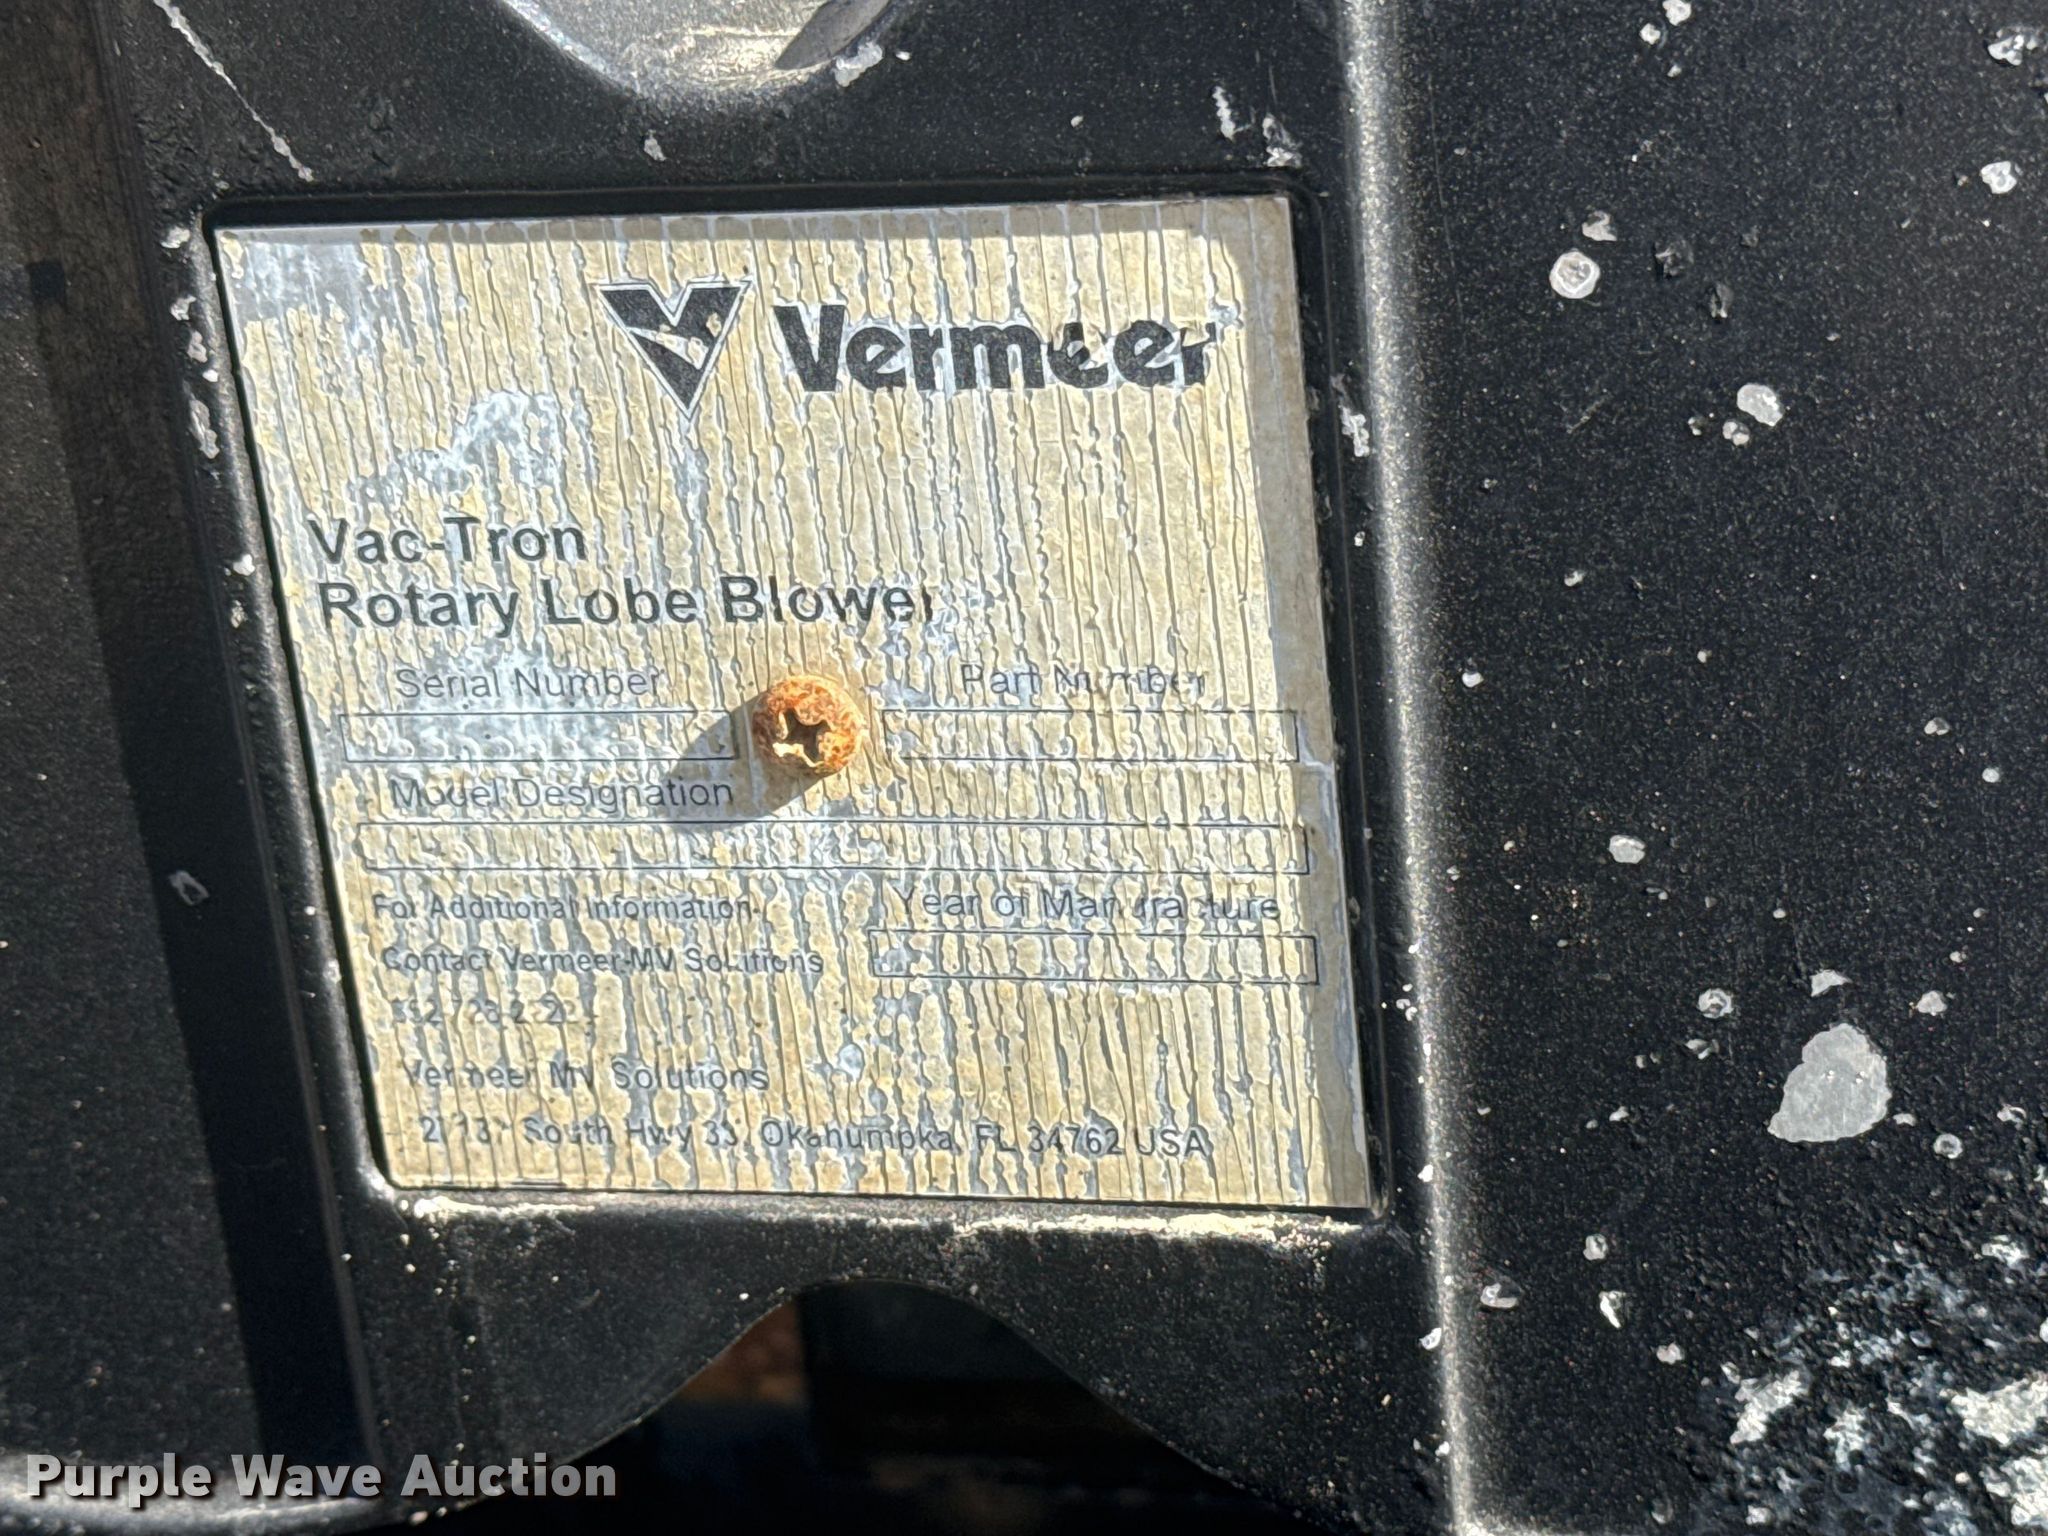 Vermeer
Vac-Tron
Rotary Lobe Blower
Serial Number
Part Number
Model Designation
For Additional Information
Year of Manufacture
Contact Vermeer MV Solutions
Vermeer MV Solutions
South Hwy 33, Okahumpka, FL 34762 USA
Purple Wave Auction